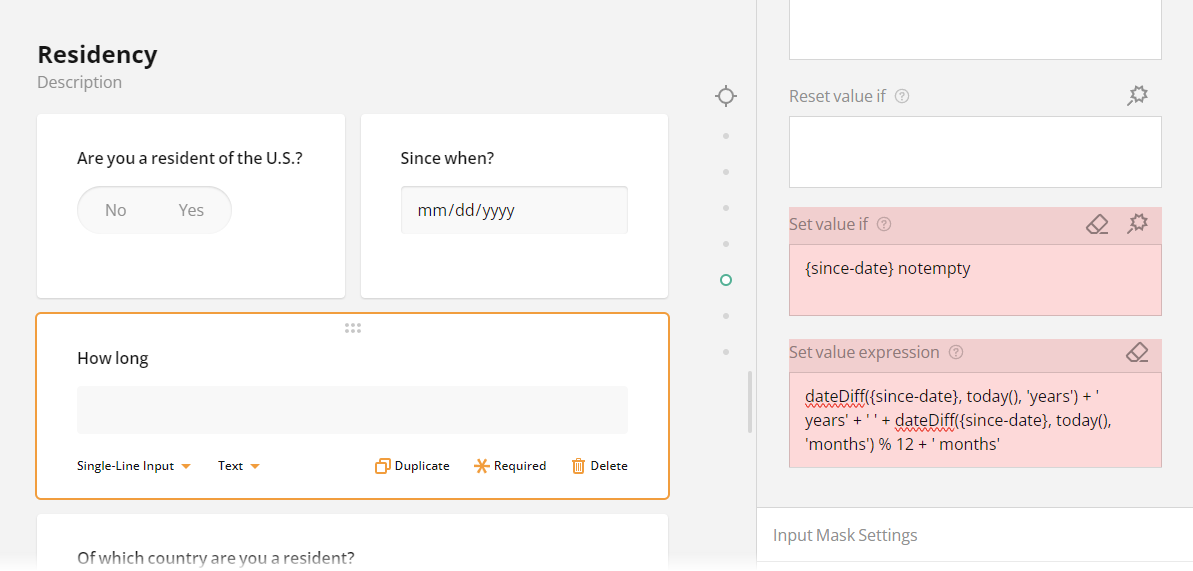 Residency
Description
Are you a resident of the U.S.?
No
Yes
Since when?
mm/dd/yyyy
How long
Single-Line Input
Text
Duplicate
Required
Delete
Of which country are you a resident?
Reset value if
Set value if
{since-date} notempty
Set value expression
dateDiff({since-date}, today(), 'years') + '
years' + ' ' + dateDiff({since-date}, today(),
'months') % 12 + ' months'
Input Mask Settings